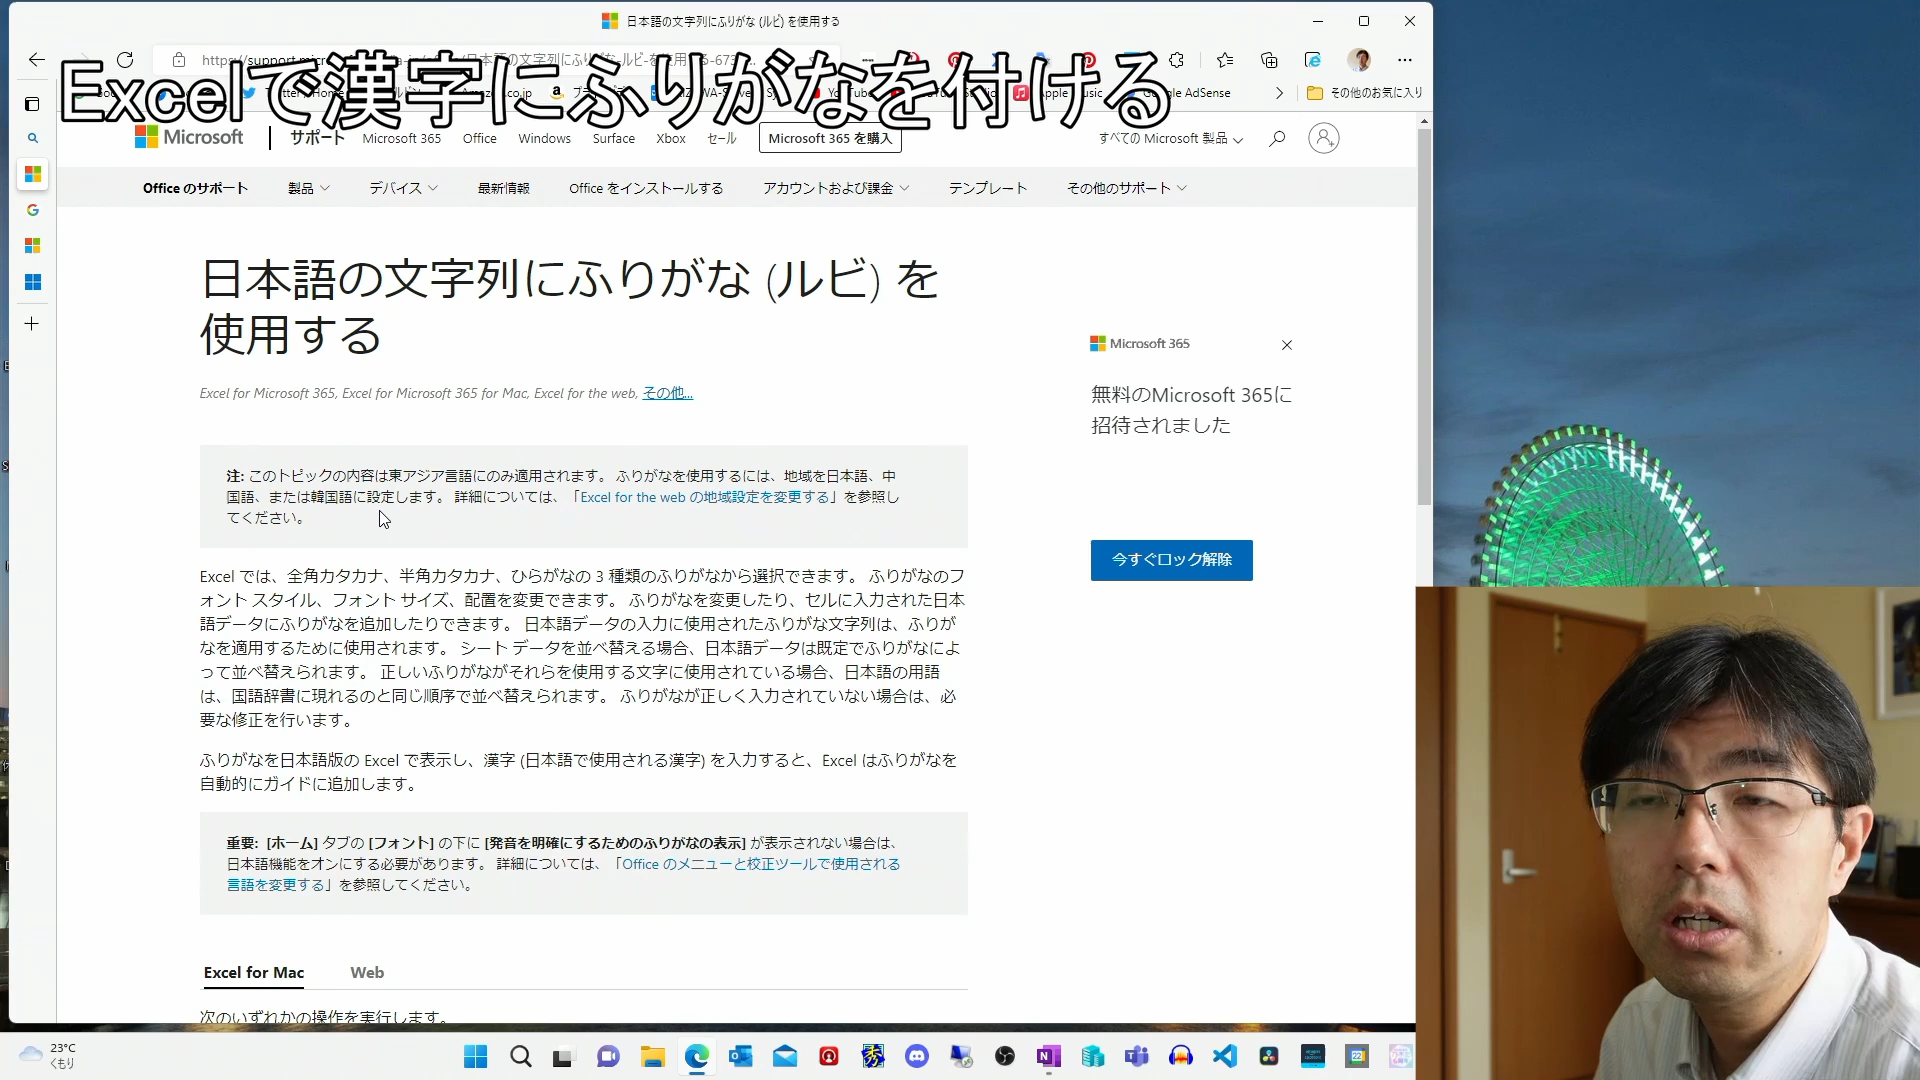 日本語の文字列にふりがな (ルビ) を使用する
Excelで漢字にふりがなを付ける
Apple Music
Google AdSense
その他のお気に入り
Microsoft
サポート
Microsoft 365
Office
Windows
Surface
Xbox
セール
Microsoft 365 を購入
すべての Microsoft 製品
Office のサポート
製品
デバイス
最新情報
Office をインストールする
アカウントおよび課金
テンプレート
その他のサポート
日本語の文字列にふりがな (ルビ) を
使用する
Excel for Microsoft 365, Excel for Microsoft 365 for Mac, Excel for the web, その他...
注: このトピックの内容は東アジア言語にのみ適用されます。 ふりがなを使用するには、地域を日本語、中
国語、または韓国語に設定します。 詳細については、「Excel for the web の地域設定を変更する」を参照し
てください。
Excel では、全角カタカナ、半角カタカナ、ひらがなの 3 種類のふりがなから選択できます。 ふりがなのフ
ォント スタイル、フォント サイズ、配置を変更できます。 ふりがなを変更したり、セルに入力された日本
語データにふりがなを追加したりできます。 日本語データの入力に使用されたふりがな文字列は、ふりが
なを適用するために使用されます。 シート データを並べ替える場合、日本語データは既定でふりがなによ
って並べ替えられます。 正しいふりがながそれらを使用する文字に使用されている場合、日本語の用語
は、国語辞書に現れるのと同じ順序で並べ替えられます。 ふりがなが正しく入力されていない場合は、必
要な修正を行います。
ふりがなを日本語版の Excel で表示し、漢字 (日本語で使用される漢字) を入力すると、Excel はふりがなを
自動的にガイドに追加します。
重要: [ホーム] タブの [フォント] の下に [発音を明確にするためのふりがなの表示] が表示されない場合は、
日本語機能をオンにする必要があります。 詳細については、「Office のメニューと校正ツールで使用される
言語を変更する」を参照してください。
Excel for Mac
Web
次のいずれかの操作を実行します。
Microsoft 365
無料のMicrosoft 365に
招待されました
今すぐロック解除
23°C
くもり